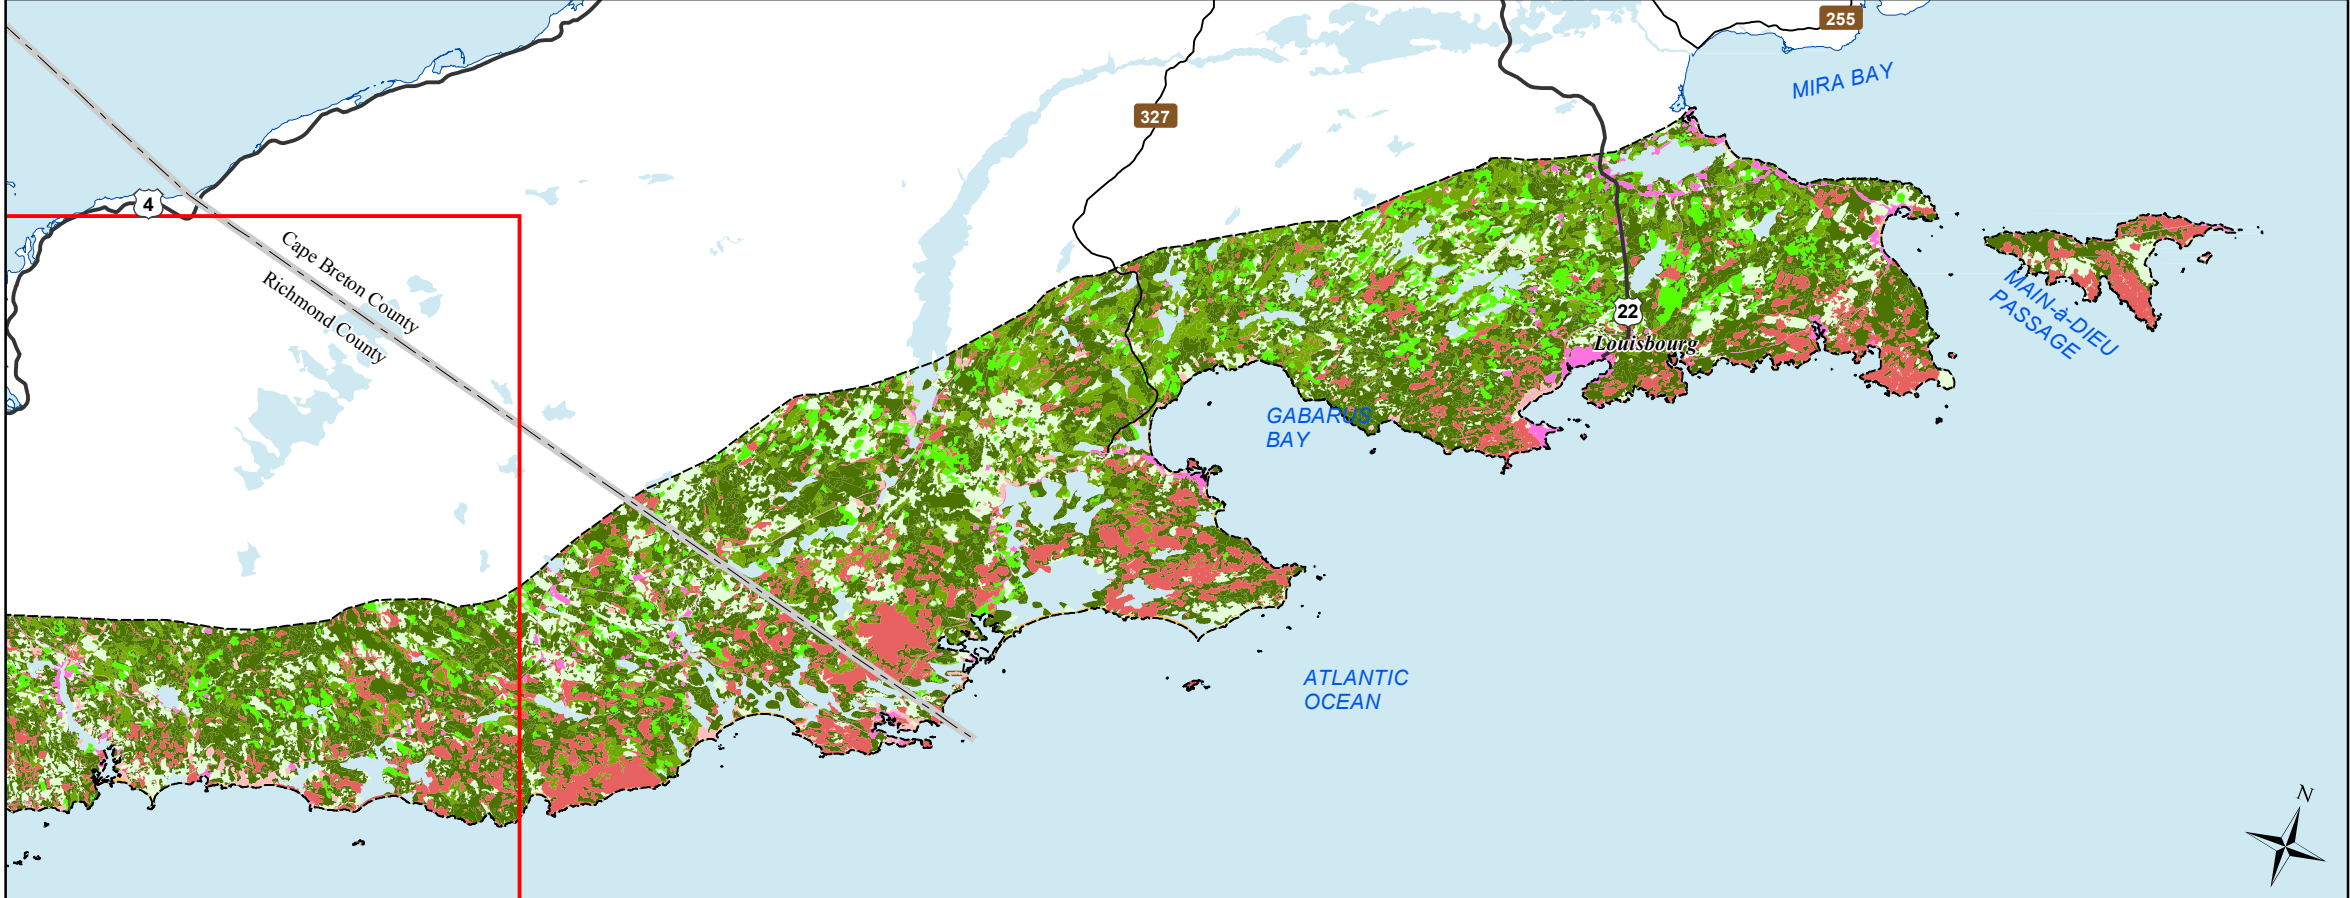 255
MIRA BAY
327
4
Cape Breton County
Richmond County
MAIN-à-DIEU
PASSAGE
22
Louisbourg
GABARUS
BAY
ATLANTIC
OCEAN
N